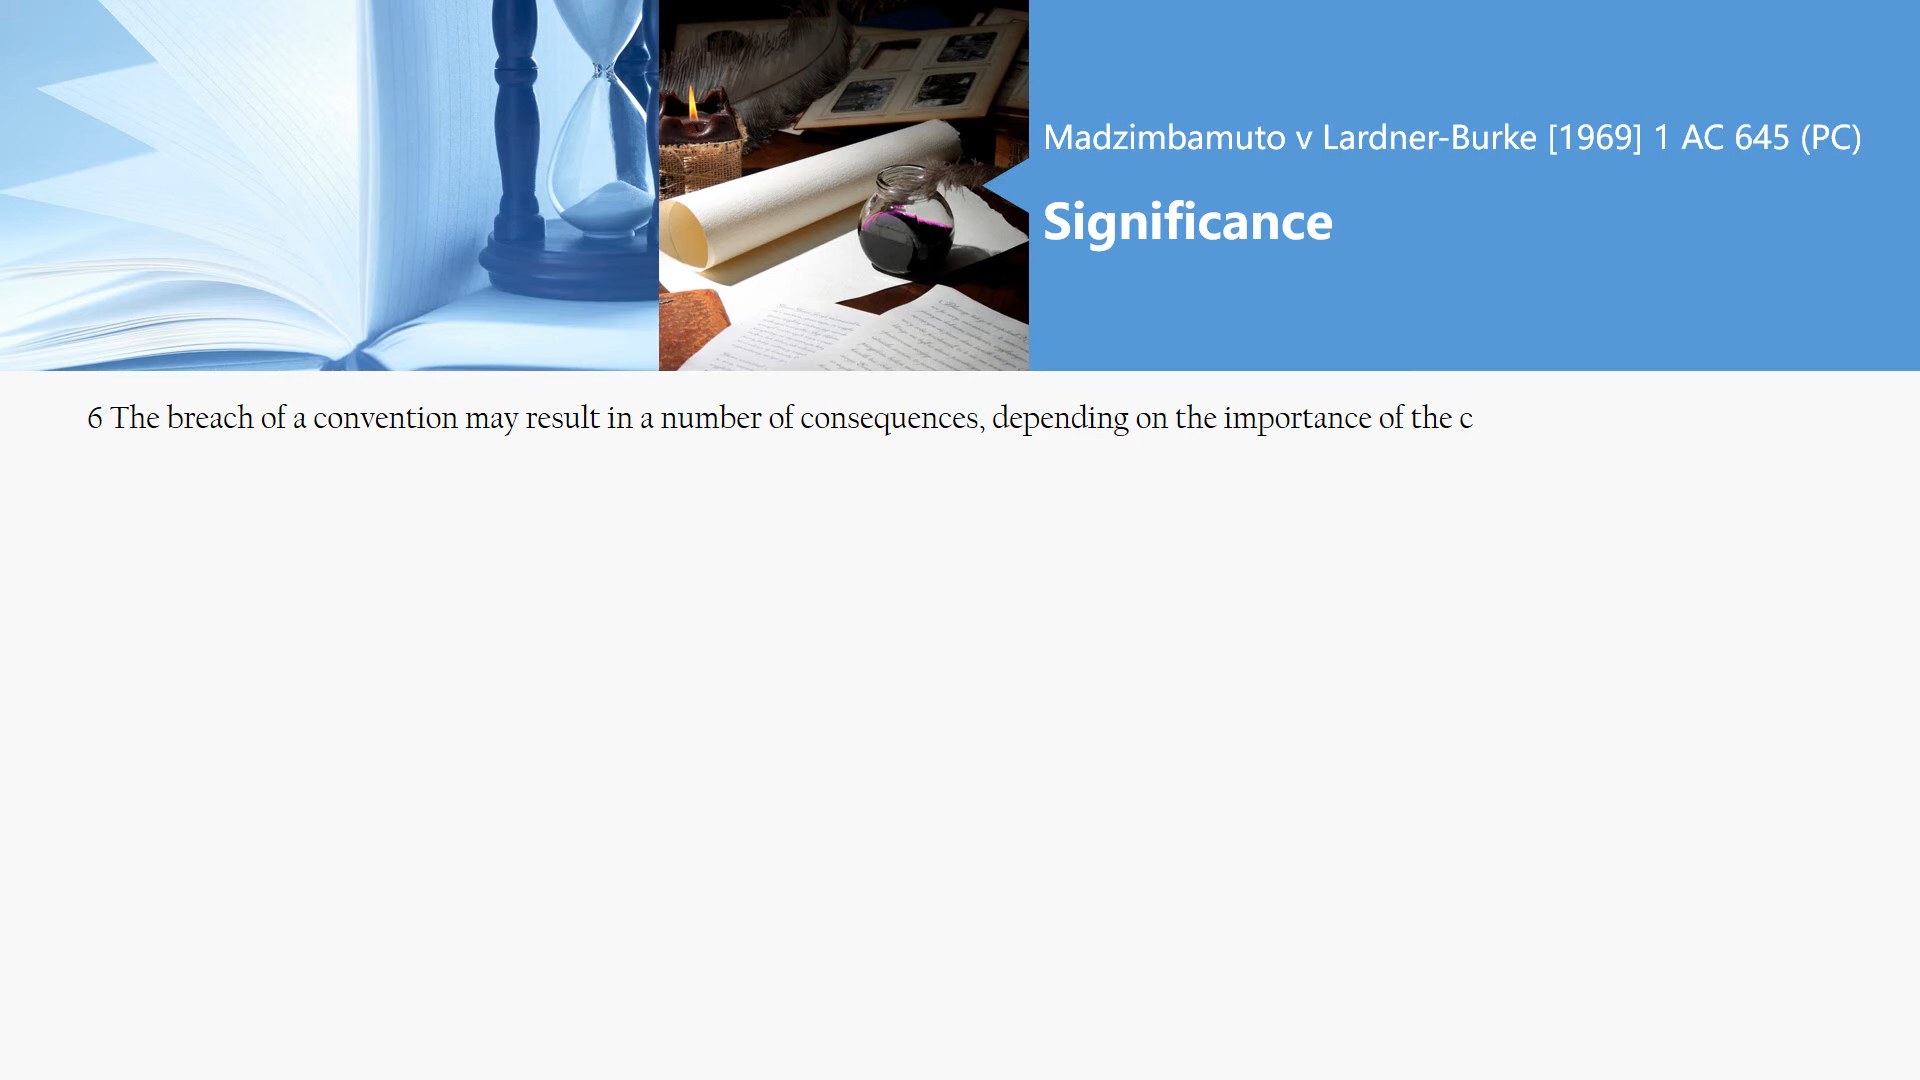 Madzimbamuto v Lardner-Burke [1969] 1 AC 645 (PC)
Significance
6 The breach of a convention may result in a number of consequences, depending on the importance of the c